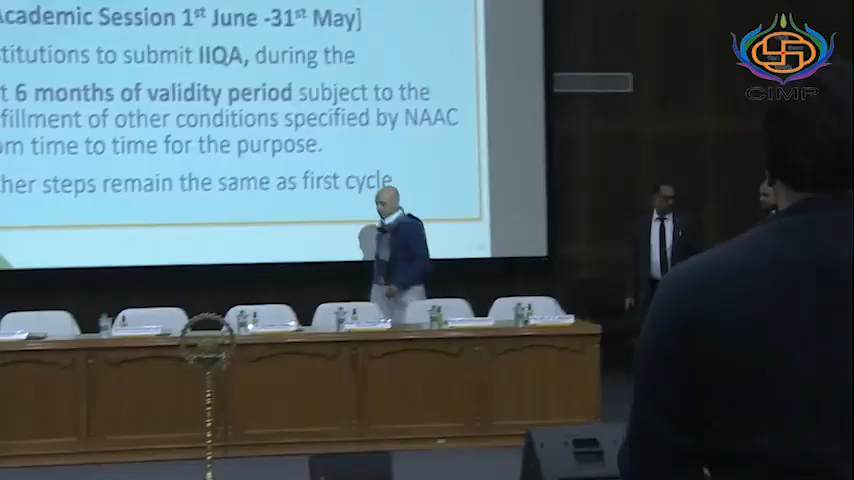 Academic Session 1st June -31st May]
stitutions to submit IIQA, during the
t 6 months of validity period subject to the
fillment of other conditions specified by NAAC
om time to time for the purpose.
her steps remain the same as first cycle
CIMP